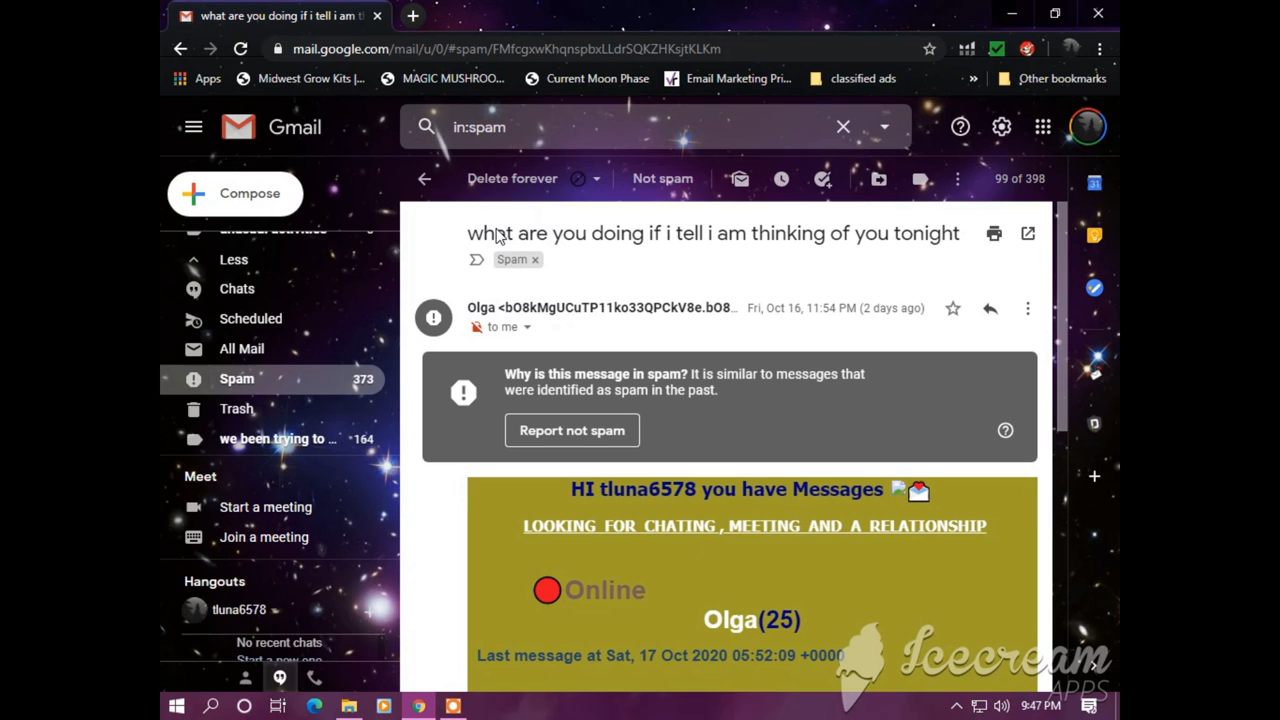 what are you doing if i tell i am t
mail.google.com/mail/u/0/#spam/FMfcgxwKhqnspbxLLdrSQKZHKsjtKLKm
Apps
Midwest Grow Kits |...
MAGIC MUSHROO...
Current Moon Phase
Email Marketing Pri...
classified ads
»
Other bookmarks
Gmail
in:spam
Compose
Delete forever
Not spam
99 of 398
Less
Chats
Scheduled
All Mail
Spam 373
Trash
we been trying to ... 164
Meet
Start a meeting
Join a meeting
Hangouts
tluna6578
No recent chats
Start a new one
what are you doing if i tell i am thinking of you tonight
Spam x
Olga <bO8kMgUCuTP11ko33QPCkV8e.bO8... Fri, Oct 16, 11:54 PM (2 days ago)
to me
Why is this message in spam? It is similar to messages that
were identified as spam in the past.
Report not spam
HI tluna6578 you have Messages
LOOKING FOR CHATING , MEETING AND A RELATIONSHIP
Online
Olga(25)
Last message at Sat, 17 Oct 2020 05:52:09 +0000
Icecream
APPS
9:47 PM